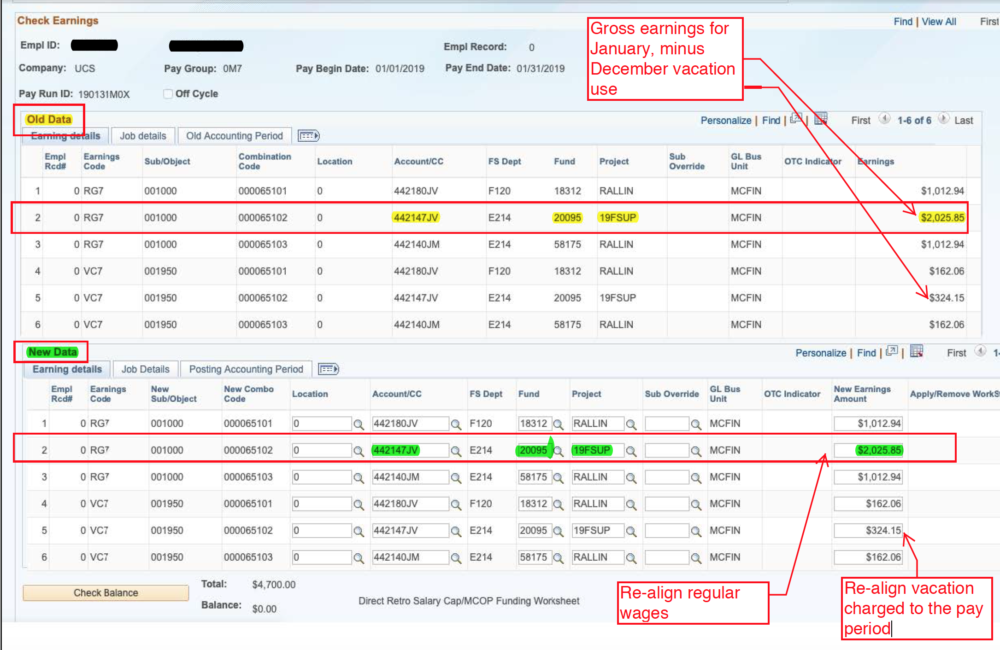 Check Earnings
Find | View All First
Empl ID: Empl Record: 0
Company: UCS Pay Group: 0M7 Pay Begin Date: 01/01/2019 Pay End Date: 01/31/2019
Pay Run ID: 190131M0X Off Cycle
Gross earnings for
January, minus
December vacation
use
Old Data
Personalize | Find | | First 1-6 of 6 Last
Earning details Job details Old Accounting Period
Empl Rcd# Earnings Code Sub/Object Combination Code Location Account/CC FS Dept Fund Project Sub Override GL Bus Unit OTC Indicator Earnings
1 0 RG7 001000 000065101 0 442180JV F120 18312 RALLIN MCFIN $1,012.94
2 0 RG7 001000 000065102 0 442147JV E214 20095 19FSUP MCFIN $2,025.85
3 0 RG7 001000 000065103 0 442140JM E214 58175 RALLIN MCFIN $1,012.94
4 0 VC7 001950 000065101 0 442180JV F120 18312 RALLIN MCFIN $162.06
5 0 VC7 001950 000065102 0 442147JV E214 20095 19FSUP MCFIN $324.15
6 0 VC7 001950 000065103 0 442140JM E214 58175 RALLIN MCFIN $162.06
New Data
Personalize | Find | | First 1-
Earning details Job Details Posting Accounting Period
Empl Rcd# Earnings Code New Sub/Object New Combo Code Location Account/CC FS Dept Fund Project Sub Override GL Bus Unit OTC Indicator New Earnings Amount Apply/Remove WorkS
1 0 RG7 001000 000065101 0 442180JV F120 18312 RALLIN MCFIN $1,012.94
2 0 RG7 001000 000065102 0 442147JV E214 20095 19FSUP MCFIN $2,025.85
3 0 RG7 001000 000065103 0 442140JM E214 58175 RALLIN MCFIN $1,012.94
4 0 VC7 001950 000065101 0 442180JV F120 18312 RALLIN MCFIN $162.06
5 0 VC7 001950 000065102 0 442147JV E214 20095 19FSUP MCFIN $324.15
6 0 VC7 001950 000065103 0 442140JM E214 58175 RALLIN MCFIN $162.06
Check Balance
Total: $4,700.00
Balance: $0.00
Direct Retro Salary Cap/MCOP Funding Worksheet
Re-align regular
wages
Re-align vacation
charged to the pay
period